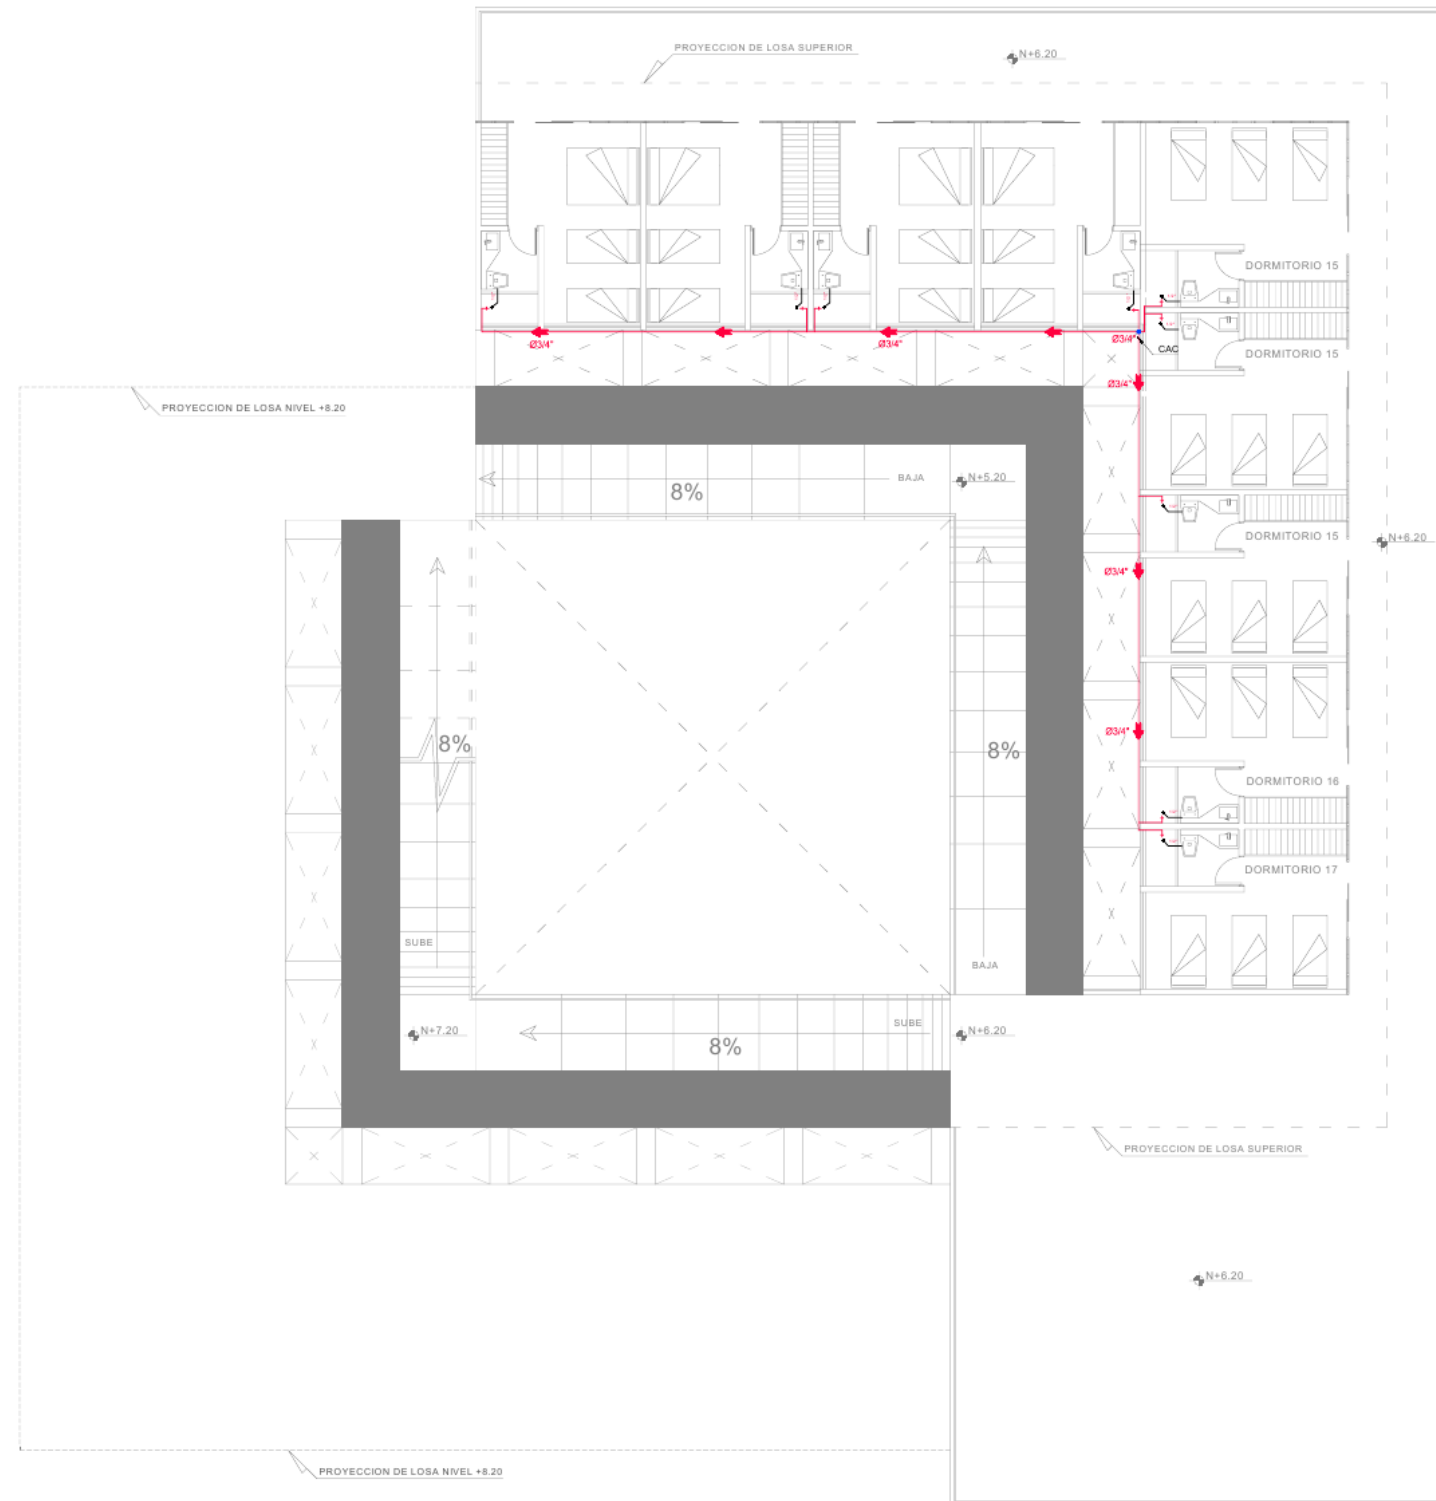 PROYECCION DE LOSA SUPERIOR
N+6.20
DORMITORIO 15
Ø3/4"
Ø3/4"
Ø3/4"
CAC
DORMITORIO 15
Ø3/4"
PROYECCION DE LOSA NIVEL +8.20
8%
BAJA
N+5.20
DORMITORIO 15
N+6.20
Ø3/4"
8%
8%
Ø3/4"
DORMITORIO 16
DORMITORIO 17
SUBE
BAJA
N+7.20
8%
SUBE
N+6.20
PROYECCION DE LOSA SUPERIOR
N+6.20
PROYECCION DE LOSA NIVEL +8.20